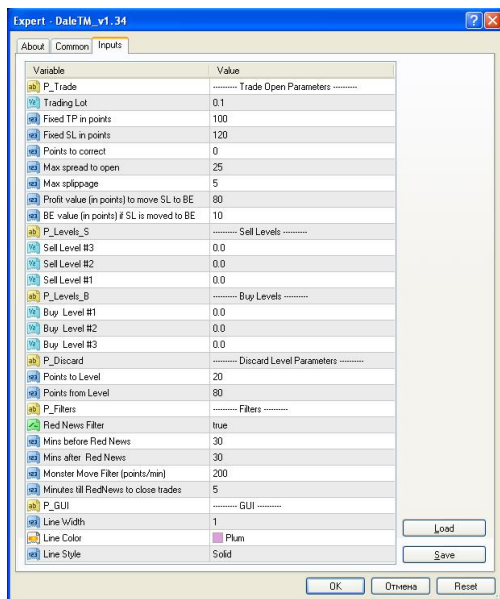 Expert - DaleTM_v1.34
About Common Inputs
Variable Value
P_Trade ---------- Trade Open Parameters ----------
Trading Lot 0.1
Fixed TP in points 100
Fixed SL in points 120
Points to correct 0
Max spread to open 25
Max splippage 5
Profit value (in points) to move SL to BE 80
BE value (in points) if SL is moved to BE 10
P_Levels_S ---------- Sell Levels ----------
Sell Level #3 0.0
Sell Level #2 0.0
Sell Level #1 0.0
P_Levels_B ---------- Buy Levels ----------
Buy Level #1 0.0
Buy Level #2 0.0
Buy Level #3 0.0
P_Discard ---------- Discard Level Parameters ----------
Points to Level 20
Points from Level 80
P_Filters ---------- Filters ----------
Red News Filter true
Mins before Red News 30
Mins after Red News 30
Monster Move Filter (points/min) 200
Minutes till RedNews to close trades 5
P_GUI ---------- GUI ----------
Line Width 1
Line Color Plum
Line Style Solid
Load
Save
OK Отмена Reset